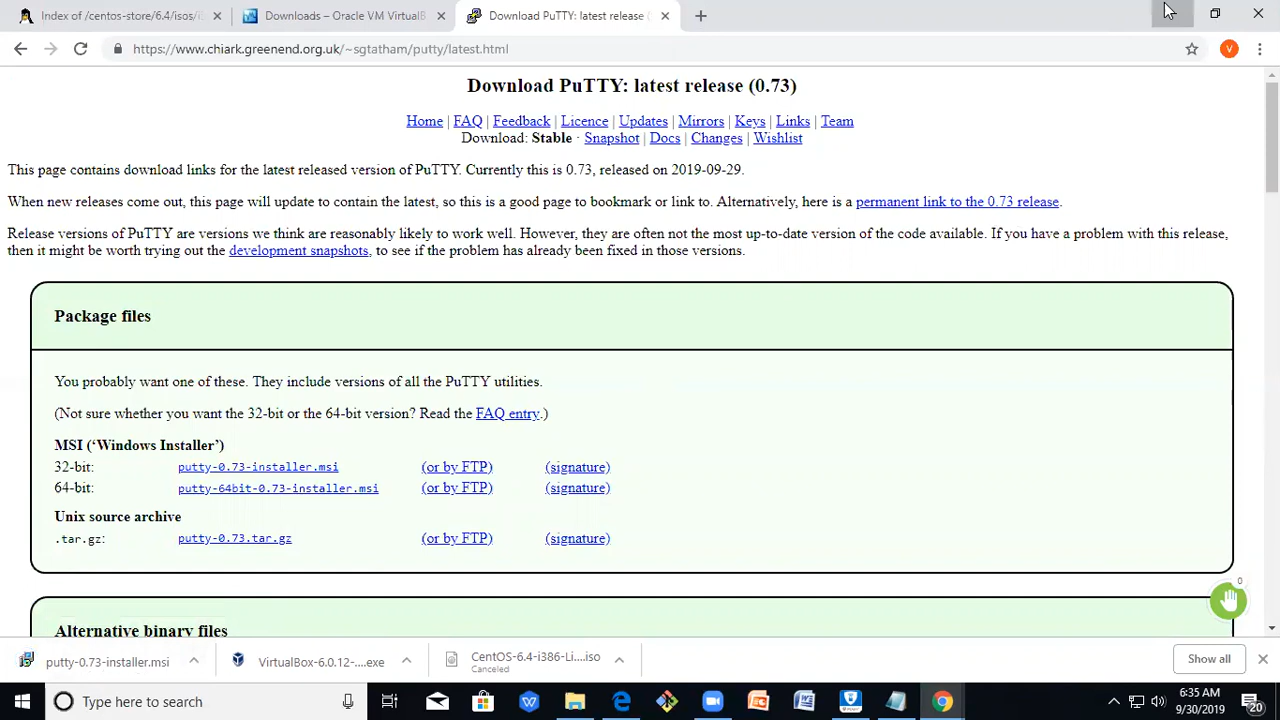 Index of /centos-store/6.4/isos/i
Downloads – Oracle VM VirtualB
Download PuTTY: latest release (
https://www.chiark.greenend.org.uk/~sgtatham/putty/latest.html
V
Download PuTTY: latest release (0.73)
Home | FAQ | Feedback | Licence | Updates | Mirrors | Keys | Links | Team
Download: Stable · Snapshot | Docs | Changes | Wishlist
This page contains download links for the latest released version of PuTTY. Currently this is 0.73, released on 2019-09-29.
When new releases come out, this page will update to contain the latest, so this is a good page to bookmark or link to. Alternatively, here is a permanent link to the 0.73 release.
Release versions of PuTTY are versions we think are reasonably likely to work well. However, they are often not the most up-to-date version of the code available. If you have a problem with this release,
then it might be worth trying out the development snapshots, to see if the problem has already been fixed in those versions.
Package files
You probably want one of these. They include versions of all the PuTTY utilities.
(Not sure whether you want the 32-bit or the 64-bit version? Read the FAQ entry.)
MSI (‘Windows Installer’)
32-bit: putty-0.73-installer.msi (or by FTP) (signature)
64-bit: putty-64bit-0.73-installer.msi (or by FTP) (signature)
Unix source archive
.tar.gz: putty-0.73.tar.gz (or by FTP) (signature)
0
Alternative binary files
putty-0.73-installer.msi
VirtualBox-6.0.12-....exe
CentOS-6.4-i386-Li....iso
Canceled
Show all
Type here to search
6:35 AM
9/30/2019
20